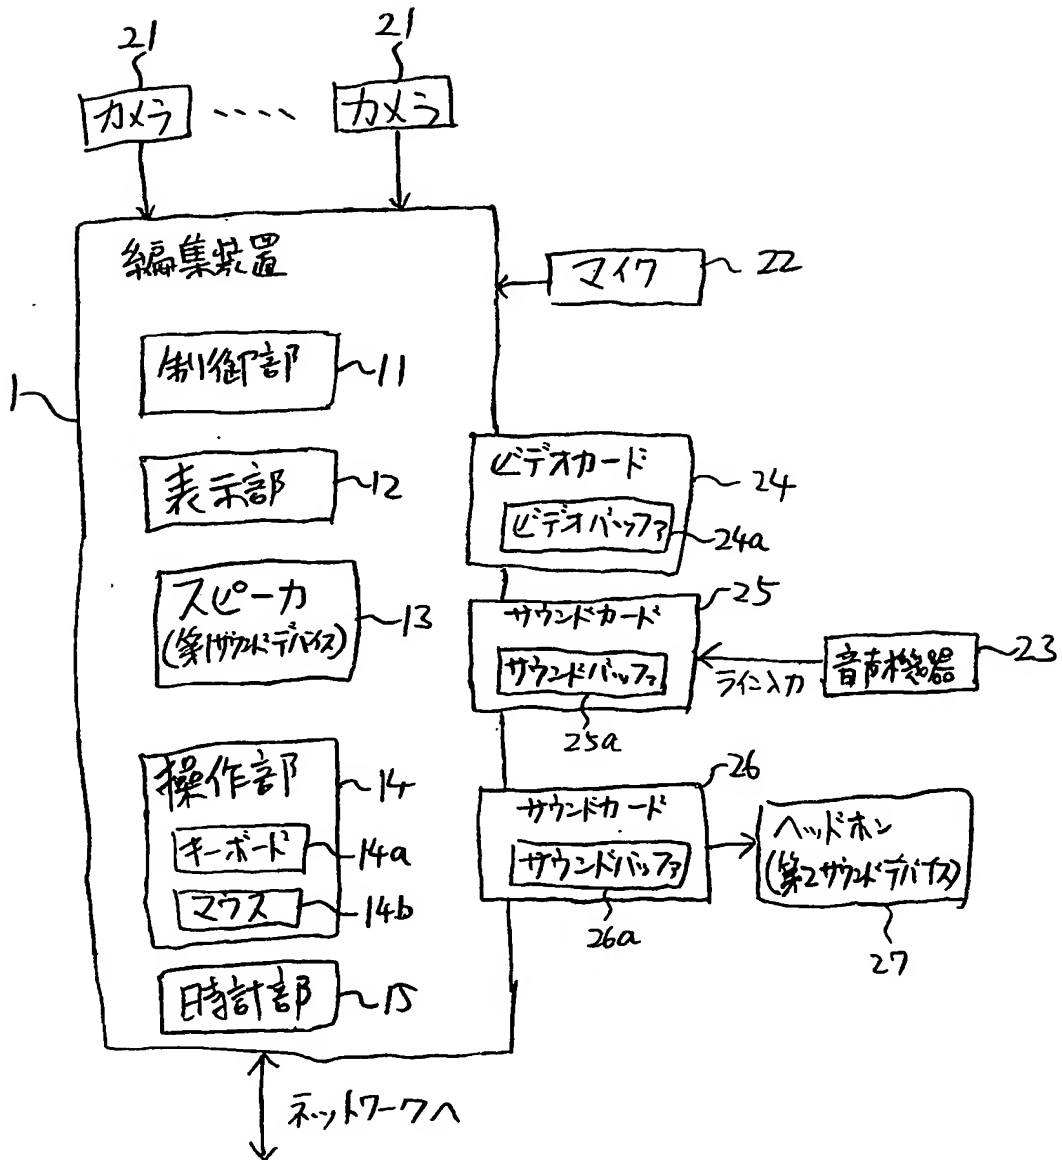 21 21
カメラ ‥‥ カメラ
編集装置
マイク 22
制御部 11
1
ビデオカード
表示部 12
24
ビデオバッファ 24a
スピーカ
(第1サウンドデバイス) 13
サウンドカード 25
サウンドバッファ
25a
ライン入力
音声機器 23
操作部 14
キーボード 14a
マウス 14b
サウンドカード 26
サウンドバッファ
26a
ヘッドホン
(第2サウンドデバイス)
27
時計部 15
ネットワークへ